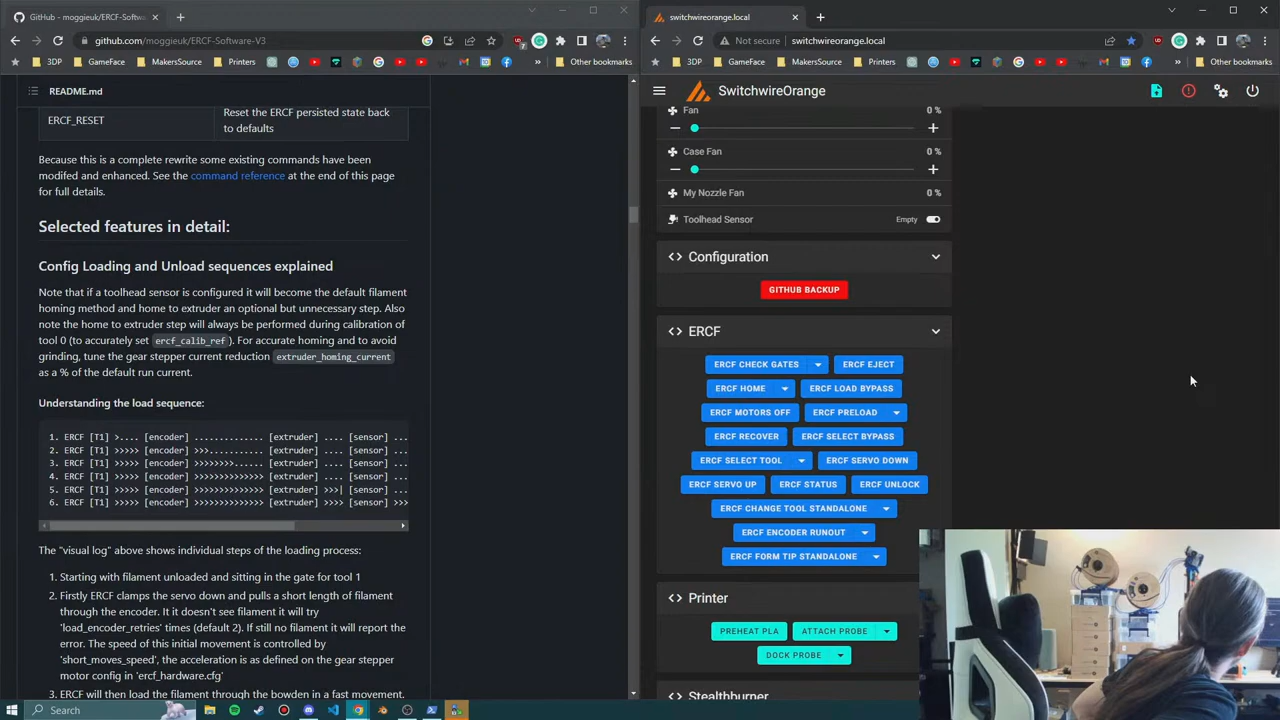 GitHub - moggieuk/ERCF-Softwa
switchwireorange.local
github.com/moggieuk/ERCF-Software-V3
Not secure
switchwireorange.local
3DP
GameFace
MakersSource
Printers
»
Other bookmarks
3DP
GameFace
MakersSource
Printers
»
Other bookmarks
README.md
ERCF_RESET
Reset the ERCF persisted state back
to defaults
Because this is a complete rewrite some existing commands have been
modifed and enhanced. See the command reference at the end of this page
for full details.
Selected features in detail:
Config Loading and Unload sequences explained
Note that if a toolhead sensor is configured it will become the default filament
homing method and home to extruder an optional but unnecessary step. Also
note the home to extruder step will always be performed during calibration of
tool 0 (to accurately set ercf_calib_ref ). For accurate homing and to avoid
grinding, tune the gear stepper current reduction extruder_homing_current
as a % of the default run current.
Understanding the load sequence:
1. ERCF [T1] >.... [encoder] .............. [extruder] .... [sensor] ...
2. ERCF [T1] >>>>> [encoder] >>>........... [extruder] .... [sensor] ...
3. ERCF [T1] >>>>> [encoder] >>>>>>>>...... [extruder] .... [sensor] ...
4. ERCF [T1] >>>>> [encoder] >>>>>>>>>>>>>> [extruder] .... [sensor] ...
5. ERCF [T1] >>>>> [encoder] >>>>>>>>>>>>>> [extruder] >>>| [sensor] ...
6. ERCF [T1] >>>>> [encoder] >>>>>>>>>>>>>> [extruder] >>>> [sensor] >>>
The "visual log" above shows individual steps of the loading process:
1. Starting with filament unloaded and sitting in the gate for tool 1
2. Firstly ERCF clamps the servo down and pulls a short length of filament
through the encoder. It it doesn't see filament it will try
'load_encoder_retries' times (default 2). If still no filament it will report the
error. The speed of this initial movement is controlled by
'short_moves_speed', the acceleration is as defined on the gear stepper
motor config in 'ercf_hardware.cfg'
3. ERCF will then load the filament through the bowden in a fast movement.
SwitchwireOrange
Fan
0 %
Case Fan
0 %
My Nozzle Fan
0 %
Toolhead Sensor
Empty
Configuration
GITHUB BACKUP
ERCF
ERCF CHECK GATES
ERCF EJECT
ERCF HOME
ERCF LOAD BYPASS
ERCF MOTORS OFF
ERCF PRELOAD
ERCF RECOVER
ERCF SELECT BYPASS
ERCF SELECT TOOL
ERCF SERVO DOWN
ERCF SERVO UP
ERCF STATUS
ERCF UNLOCK
ERCF CHANGE TOOL STANDALONE
ERCF ENCODER RUNOUT
ERCF FORM TIP STANDALONE
Printer
PREHEAT PLA
ATTACH PROBE
DOCK PROBE
Stealthburner
Search